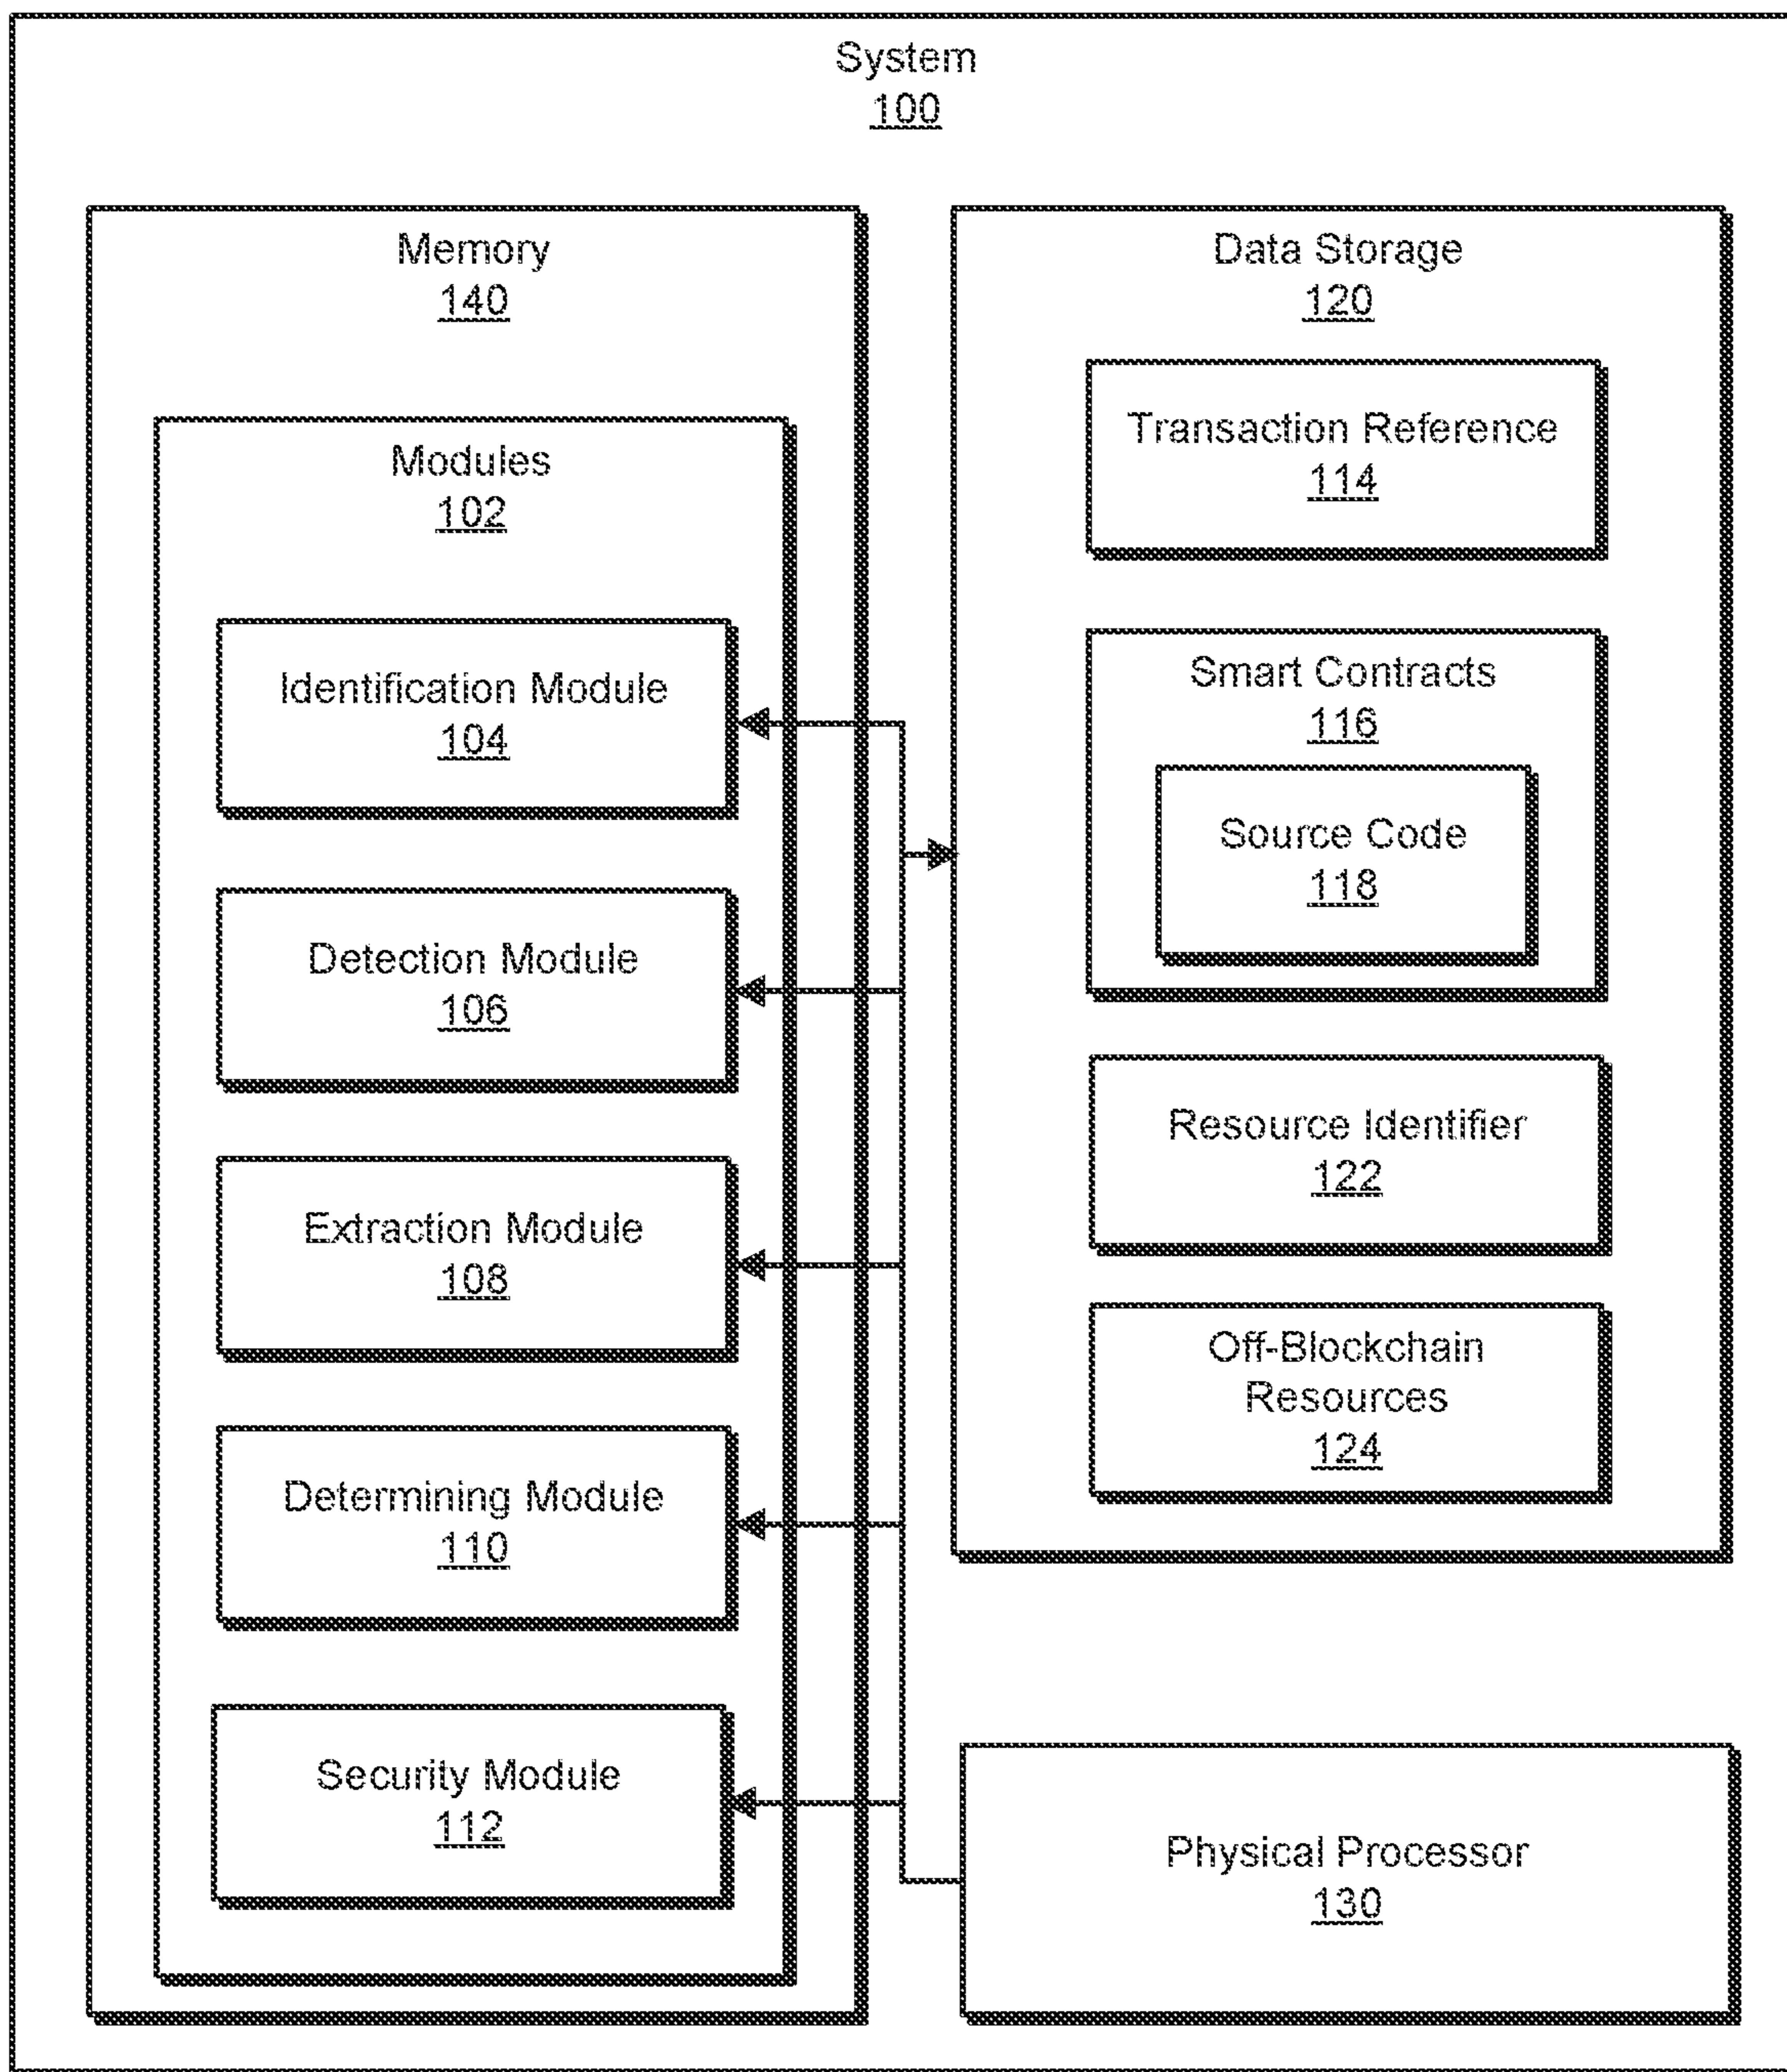 System
100
Memory
140
Modules
102
Identification Module
104
Detection Module
106
Extraction Module
108
Determining Module
110
Security Module
112
Data Storage
120
Transaction Reference
114
Smart Contracts
116
Source Code
118
Resource Identifier
122
Off-Blockchain
Resources
124
Physical Processor
130